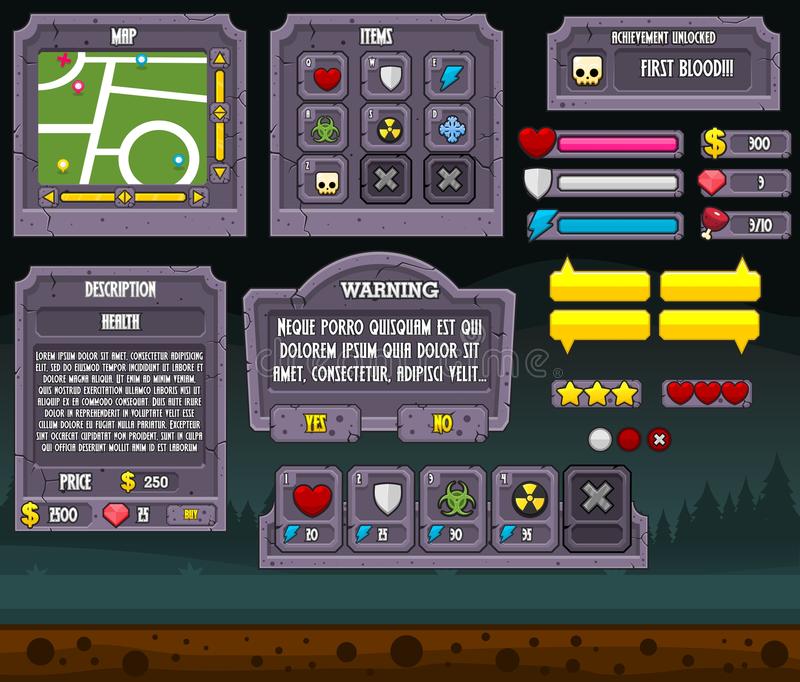 MAP
ITEMS
Q
W
E
A
S
D
Z
ACHIEVEMENT UNLOCKED
FIRST BLOOD!!!
900
9
9/10
DESCRIPTION
HEALTH
LOREM IPSUM DOLOR SIT AMET, CONSECTETUR ADIPISICING
ELIT, SED DO EIUSMOD TEMPOR INCIDIDUNT UT LABORE
ET DOLORE MAGNA ALIQUA. UT ENIM AD MINIM
VENIAM, QUIS NOSTRUD EXERCITATION ULLAMCO
LABORIS NISI UT ALIQUIP EX EA COMMODO
CONSEQUAT. DUIS AUTE IRURE DOLOR
IN REPREHENDERIT IN VOLUPTATE VELIT ESSE CILLUM
DOLORE EU FUGIAT NULLA PARIATUR. EXCEPTEUR
SINT OCCAECAT CUPIDATAT NON PROIDENT, SUNT IN
CULPA QUI OFFICIA DESERUNT MOLLIT
ANIM ID EST LABORUM
PRICE
250
2500
25
BUY
WARNING
NEQUE PORRO QUISQUAM EST QUI
DOLOREM IPSUM QUIA DOLOR SIT
AMET, CONSECTETUR, ADIPISCI VELIT...
YES
NO
1
2
3
4
20
25
30
35
dreamstime